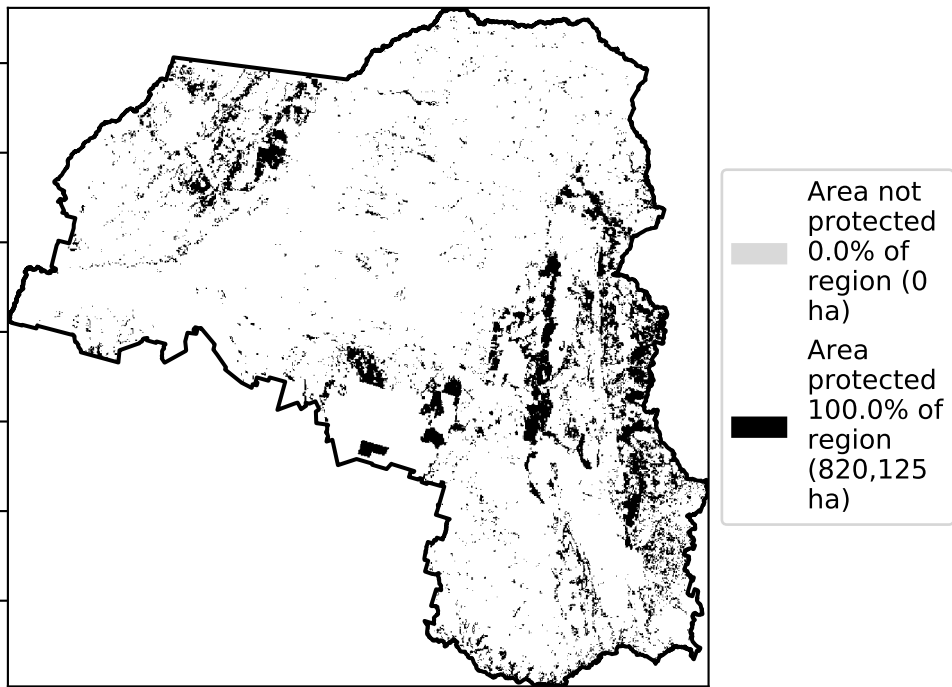 Area not
protected
0.0% of
region (0
ha)
Area
protected
100.0% of
region
(820,125
ha)